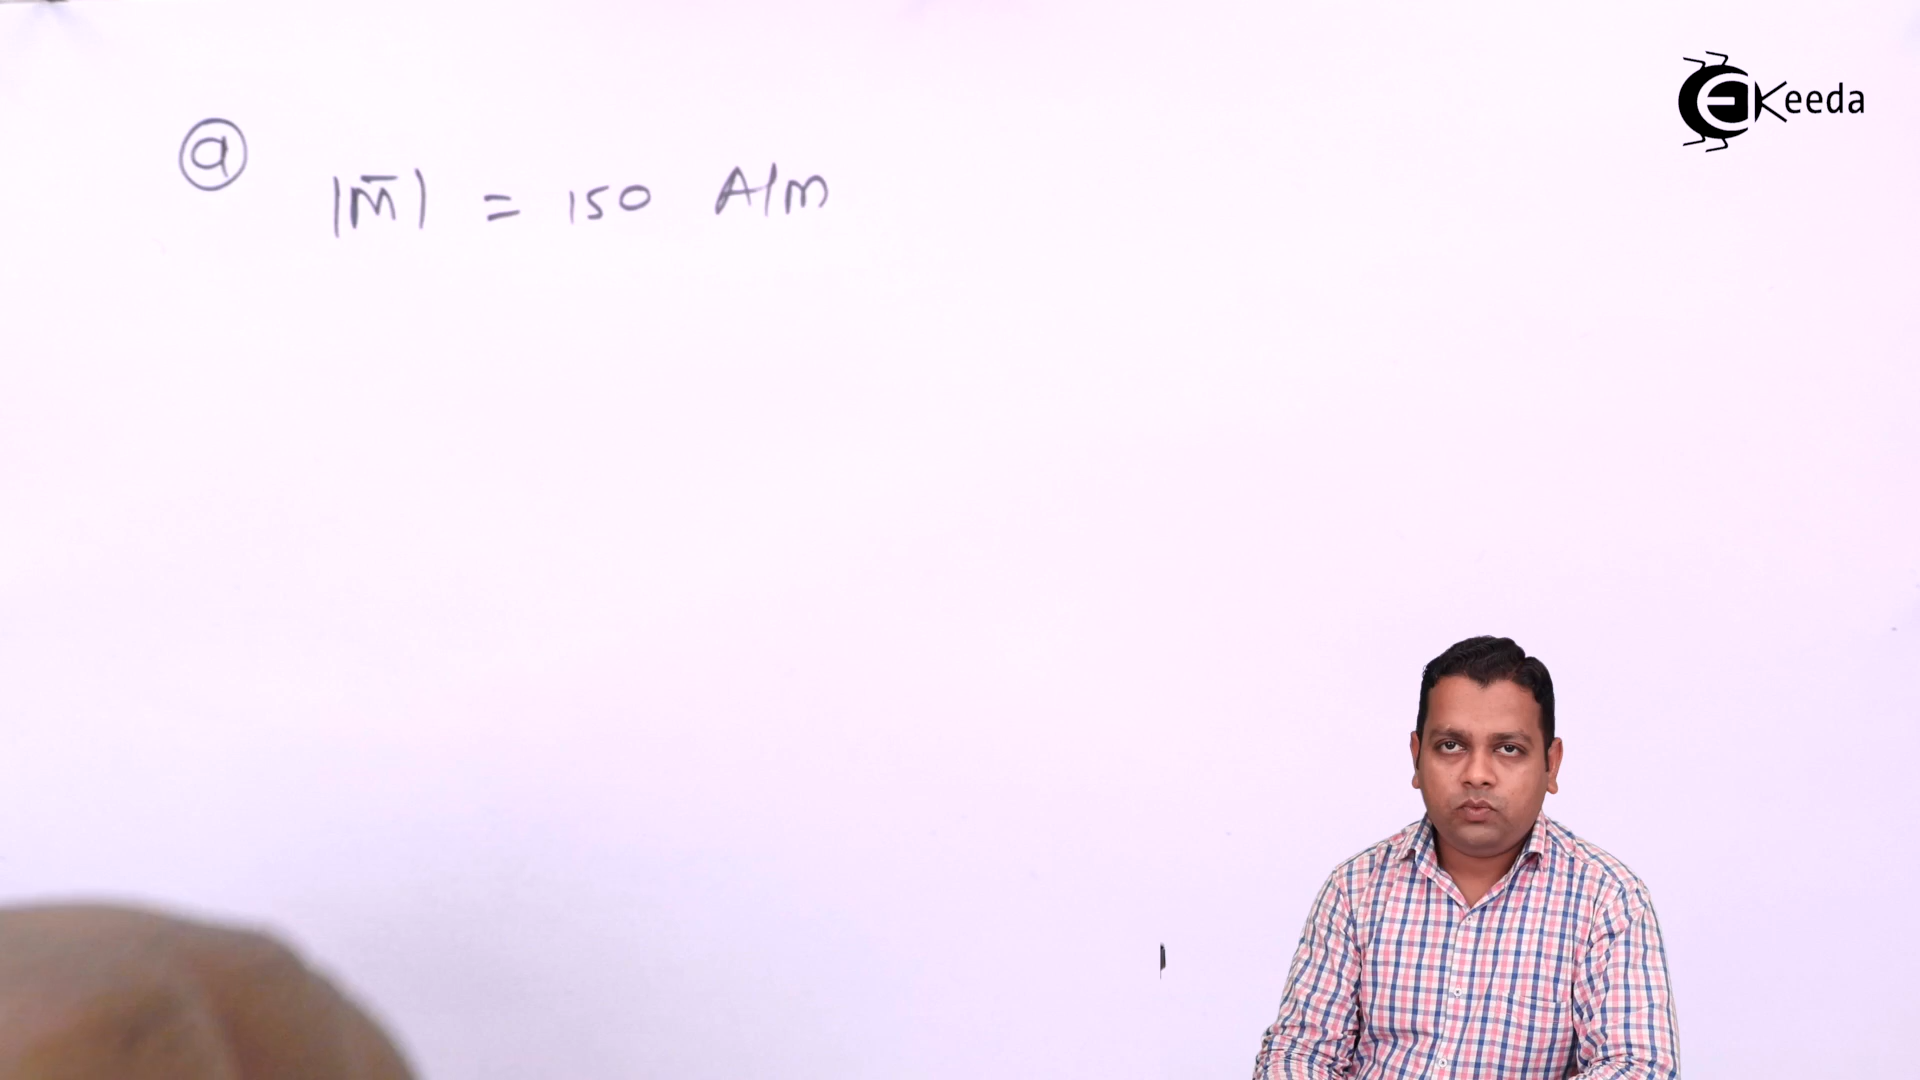 EKeeda
ⓐ
|M̄| = 150 A/m